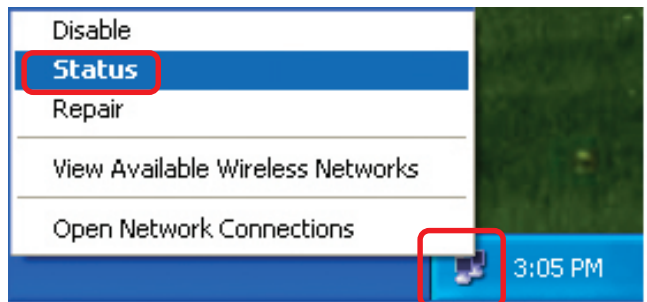 Disable
Status
Repair
View Available Wireless Networks
Open Network Connections
3:05 PM